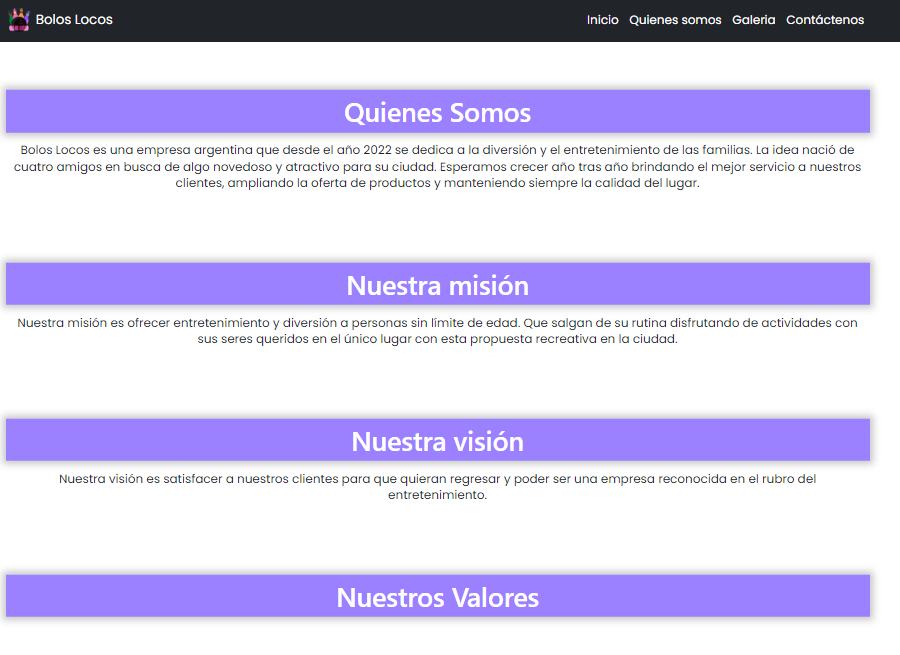 Bolos Locos
Inicio Quienes somos Galeria Contáctenos
Quienes Somos
Bolos Locos es una empresa argentina que desde el año 2022 se dedica a la diversión y el entretenimiento de las familias. La idea nació de
cuatro amigos en busca de algo novedoso y atractivo para su ciudad. Esperamos crecer año tras año brindando el mejor servicio a nuestros
clientes, ampliando la oferta de productos y manteniendo siempre la calidad del lugar.
Nuestra misión
Nuestra misión es ofrecer entretenimiento y diversión a personas sin límite de edad. Que salgan de su rutina disfrutando de actividades con
sus seres queridos en el único lugar con esta propuesta recreativa en la ciudad.
Nuestra visión
Nuestra visión es satisfacer a nuestros clientes para que quieran regresar y poder ser una empresa reconocida en el rubro del
entretenimiento.
Nuestros Valores